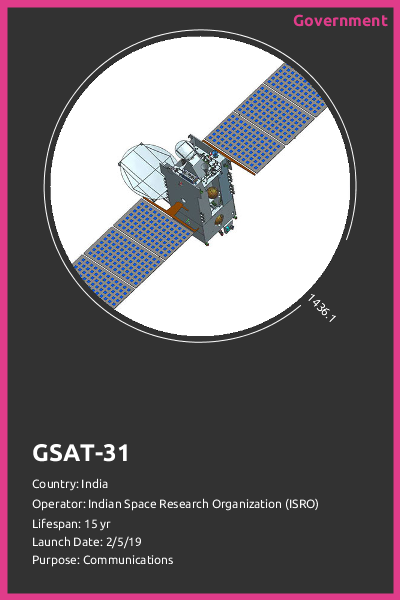 Government
1436.1
GSAT-31
Country: India
Operator: Indian Space Research Organization (ISRO)
Lifespan: 15 yr
Launch Date: 2/5/19
Purpose: Communications